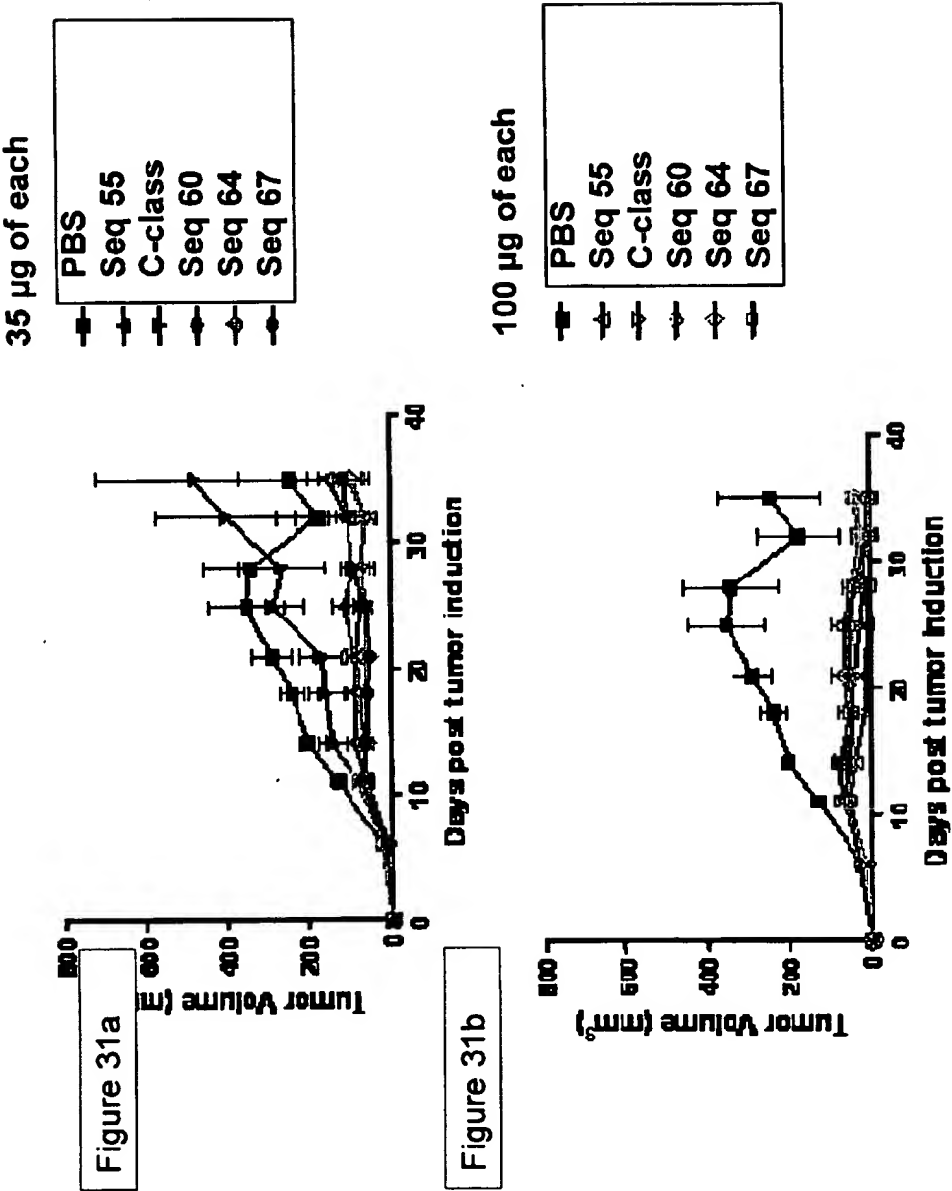 Figure 31a
800
600
400
200
0
Tumor Volume (m
0
10
20
30
40
Days post tumor induction
35 µg of each
PBS
Seq 55
C-class
Seq 60
Seq 64
Seq 67
Figure 31b
800
600
400
200
0
Tumor Volume (mm³)
0
10
20
30
40
Days post tumor induction
100 µg of each
PBS
Seq 55
C-class
Seq 60
Seq 64
Seq 67